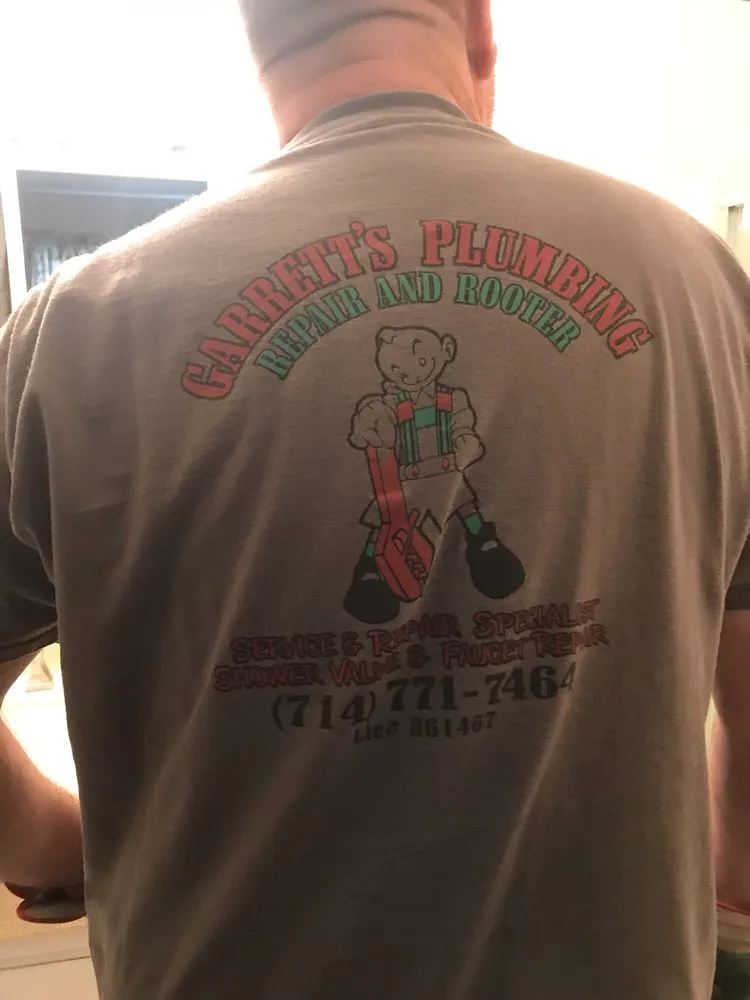 GARRETT'S PLUMBING
REPAIR AND ROOTER
SERVICE & REPAIR SPECIALIST
SHOWER VALVE & FAUCET REPAIR
(714) 771-7464
Lic# 861467